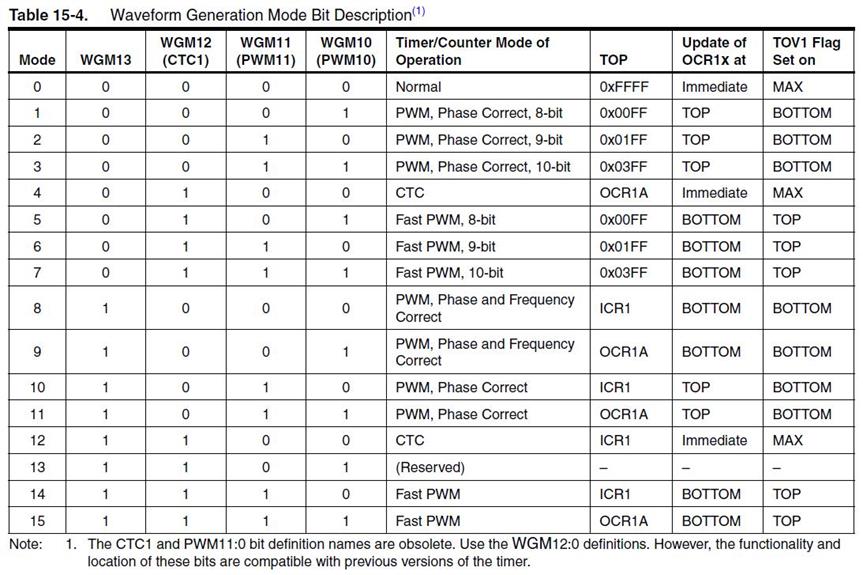 Table 15-4. Waveform Generation Mode Bit Description(1)
Mode WGM13 WGM12 (CTC1) WGM11 (PWM11) WGM10 (PWM10) Timer/Counter Mode of Operation TOP Update of OCR1x at TOV1 Flag Set on
0 0 0 0 0 Normal 0xFFFF Immediate MAX
1 0 0 0 1 PWM, Phase Correct, 8-bit 0x00FF TOP BOTTOM
2 0 0 1 0 PWM, Phase Correct, 9-bit 0x01FF TOP BOTTOM
3 0 0 1 1 PWM, Phase Correct, 10-bit 0x03FF TOP BOTTOM
4 0 1 0 0 CTC OCR1A Immediate MAX
5 0 1 0 1 Fast PWM, 8-bit 0x00FF BOTTOM TOP
6 0 1 1 0 Fast PWM, 9-bit 0x01FF BOTTOM TOP
7 0 1 1 1 Fast PWM, 10-bit 0x03FF BOTTOM TOP
8 1 0 0 0 PWM, Phase and Frequency Correct ICR1 BOTTOM BOTTOM
9 1 0 0 1 PWM, Phase and Frequency Correct OCR1A BOTTOM BOTTOM
10 1 0 1 0 PWM, Phase Correct ICR1 TOP BOTTOM
11 1 0 1 1 PWM, Phase Correct OCR1A TOP BOTTOM
12 1 1 0 0 CTC ICR1 Immediate MAX
13 1 1 0 1 (Reserved) – – –
14 1 1 1 0 Fast PWM ICR1 BOTTOM TOP
15 1 1 1 1 Fast PWM OCR1A BOTTOM TOP
Note: 1. The CTC1 and PWM11:0 bit definition names are obsolete. Use the WGM12:0 definitions. However, the functionality and
location of these bits are compatible with previous versions of the timer.